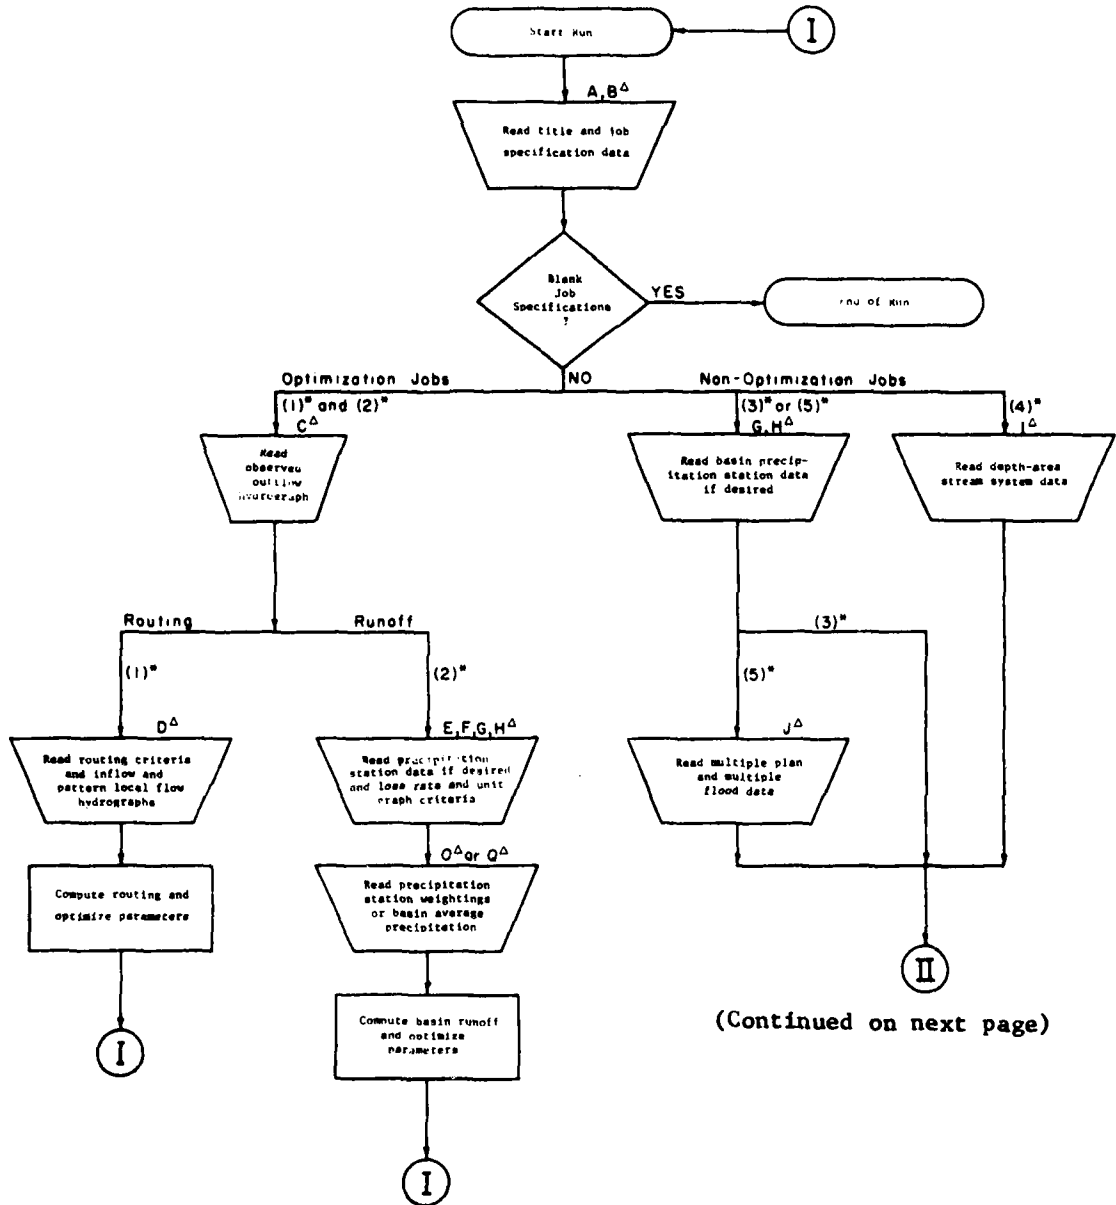 Start Run
I
A,B△
Read title and job
specification data
Blank
Job
Specifications
?
YES
End of Run
NO
Optimization Jobs
Non-Optimization Jobs
(1)* and (2)*
C△
Read
observed
outflow
hydrograph
(3)* or (5)*
G,H△
Read basin precip-
itation station data
if desired
(4)*
I△
Read depth-area
stream system data
Routing
Runoff
(1)*
(2)*
(3)*
(5)*
D△
Read routing criteria
and inflow and
pattern local flow
hydrographs
E,F,G,H△
Read precipitation
station data if desired
and loss rate and unit
graph criteria
J△
Read multiple plan
and multiple
flood data
Compute routing and
optimize parameters
O△ or Q△
Read precipitation
station weightings
or basin average
precipitation
II
(Continued on next page)
Compute basin runoff
and optimize
parameters
I
I